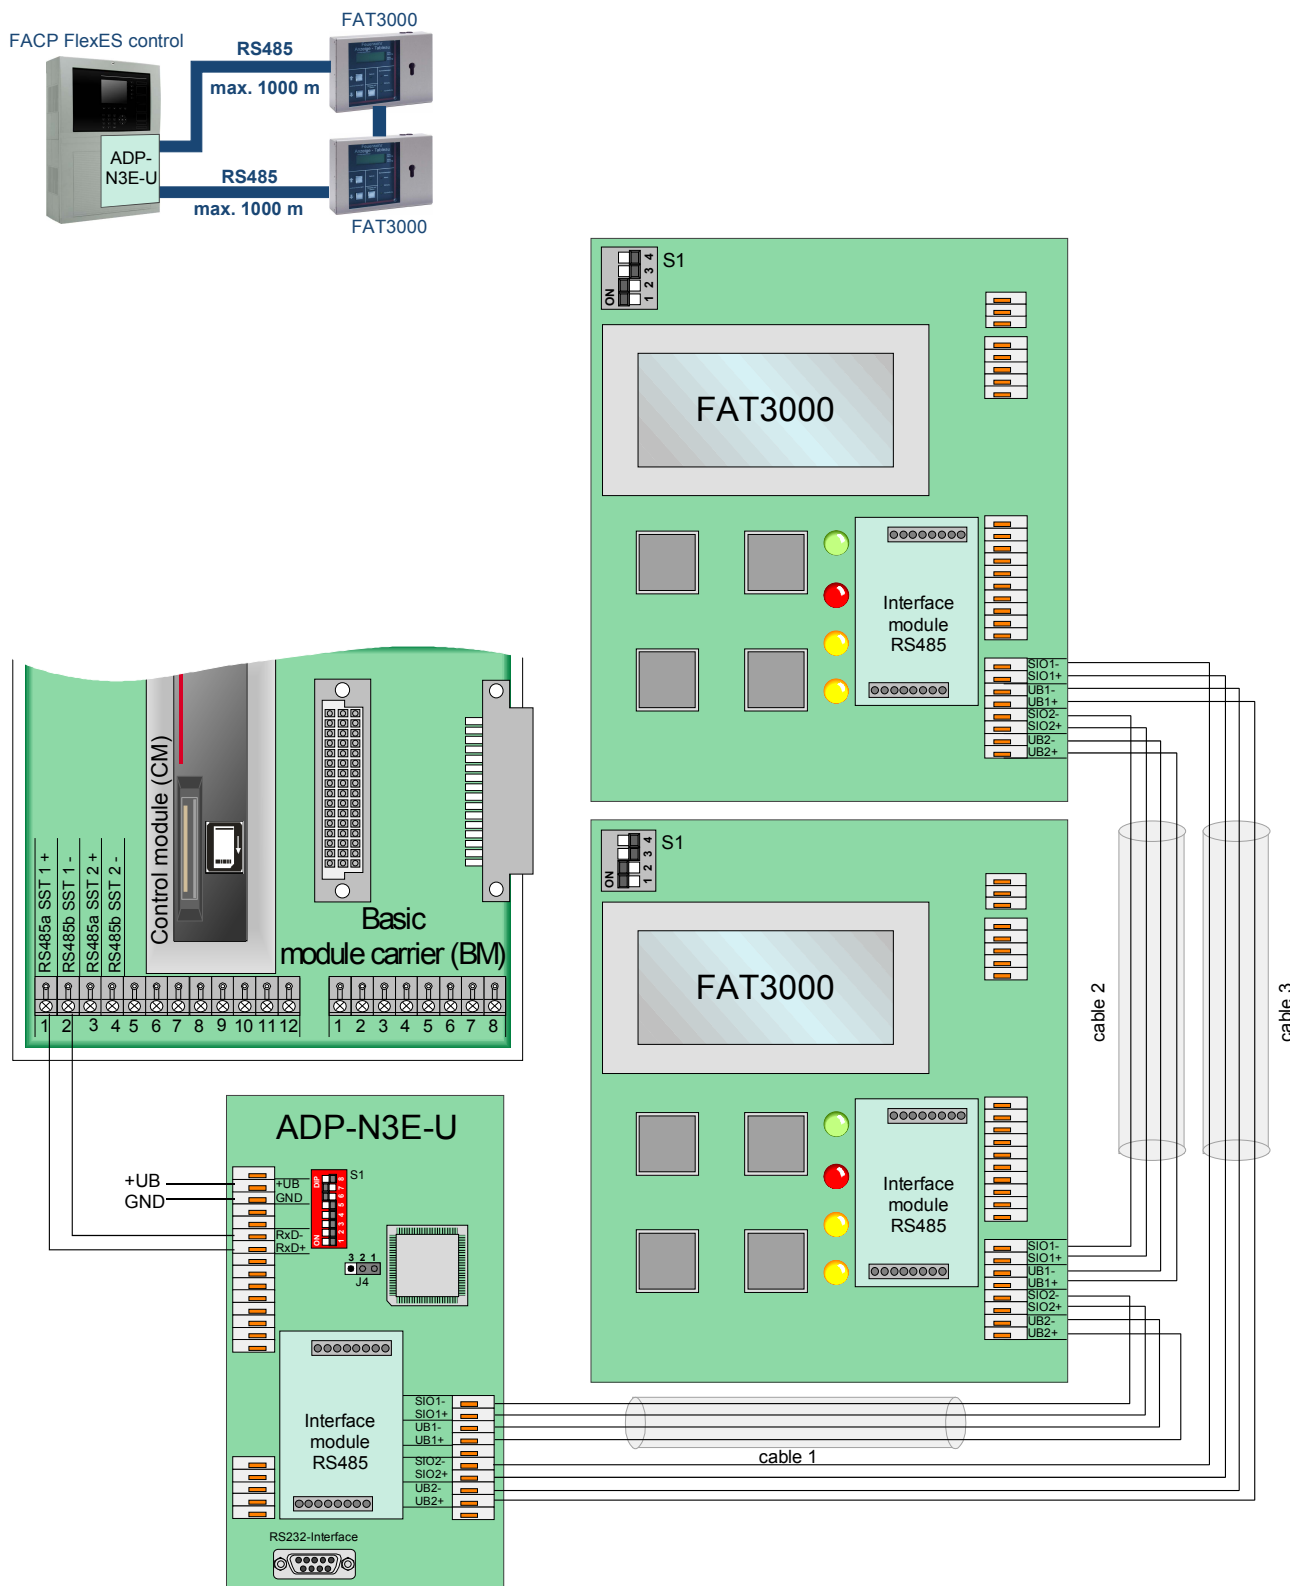 FAT3000
FACP FlexES control
RS485
max. 1000 m
ADP-
N3E-U
RS485
max. 1000 m
FAT3000
S1
ON
1 2 3 4
FAT3000
Interface
module
RS485
SIO1-
SIO1+
UB1-
UB1+
SIO2-
SIO2+
UB2-
UB2+
Control module (CM)
RS485a SST 1 +
RS485b SST 1 -
RS485a SST 2 +
RS485b SST 2 -
Basic
module carrier (BM)
1 2 3 4 5 6 7 8 9 10 11 12
1 2 3 4 5 6 7 8
S1
ON
1 2 3 4
FAT3000
Interface
module
RS485
SIO1-
SIO1+
UB1-
UB1+
SIO2-
SIO2+
UB2-
UB2+
cable 2
cable 3
ADP-N3E-U
+UB
GND
+UB
GND
RxD-
RxD+
S1
DIP
ON
1 2 3 4 5 6 7 8
3 2 1
J4
Interface
module
RS485
SIO1-
SIO1+
UB1-
UB1+
SIO2-
SIO2+
UB2-
UB2+
cable 1
RS232-Interface